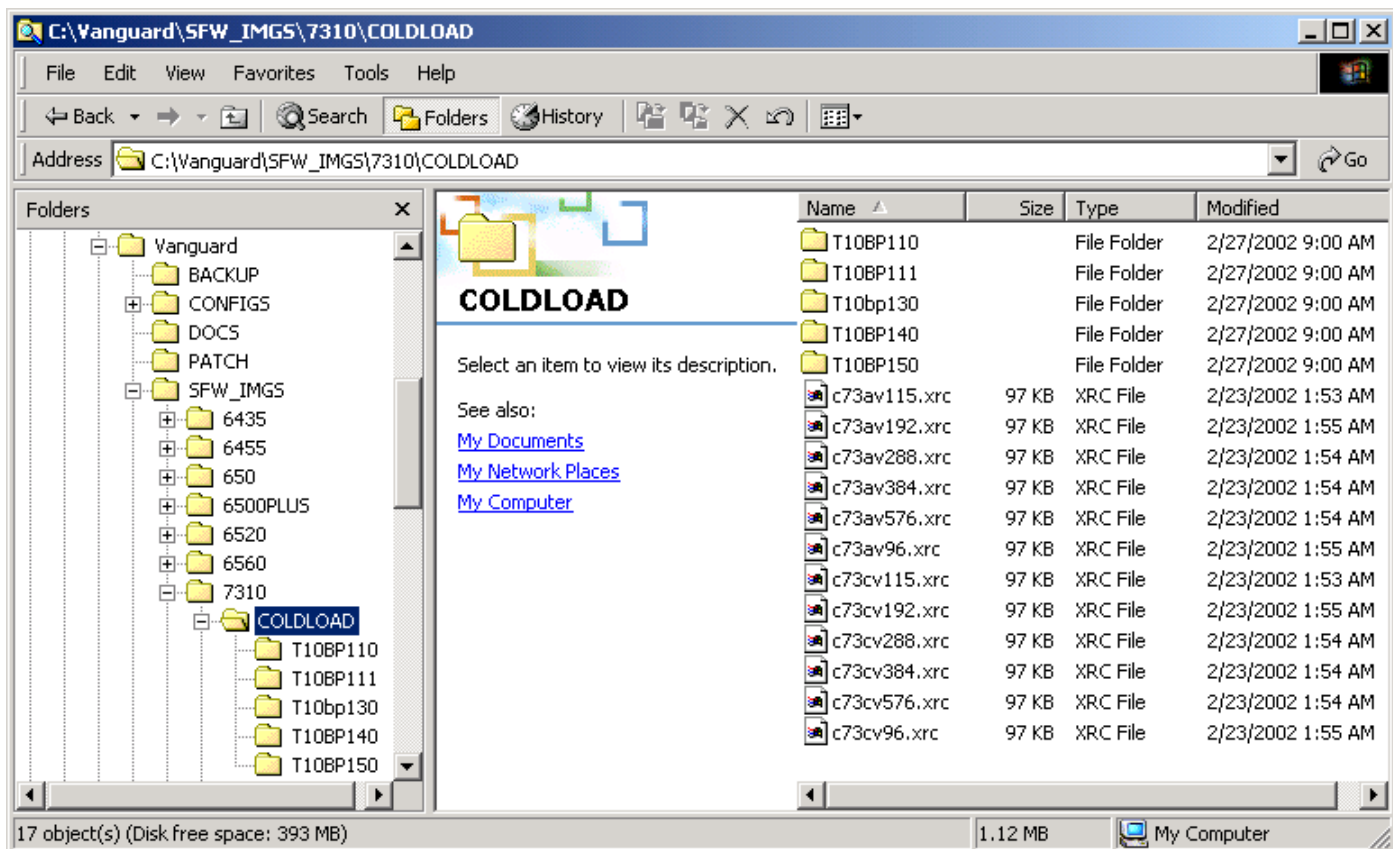 C:\Vanguard\SFW_IMGS\7310\COLDLOAD
File Edit View Favorites Tools Help
Back Search Folders History
Address C:\Vanguard\SFW_IMGS\7310\COLDLOAD Go
Folders
Vanguard
BACKUP
CONFIGS
DOCS
PATCH
SFW_IMGS
6435
6455
650
6500PLUS
6520
6560
7310
COLDLOAD
T10BP110
T10BP111
T10bp130
T10BP140
T10BP150
COLDLOAD
Select an item to view its description.
See also:
My Documents
My Network Places
My Computer
Name Size Type Modified
T10BP110 File Folder 2/27/2002 9:00 AM
T10BP111 File Folder 2/27/2002 9:00 AM
T10bp130 File Folder 2/27/2002 9:00 AM
T10BP140 File Folder 2/27/2002 9:00 AM
T10BP150 File Folder 2/27/2002 9:00 AM
c73av115.xrc 97 KB XRC File 2/23/2002 1:53 AM
c73av192.xrc 97 KB XRC File 2/23/2002 1:55 AM
c73av288.xrc 97 KB XRC File 2/23/2002 1:54 AM
c73av384.xrc 97 KB XRC File 2/23/2002 1:54 AM
c73av576.xrc 97 KB XRC File 2/23/2002 1:54 AM
c73av96.xrc 97 KB XRC File 2/23/2002 1:55 AM
c73cv115.xrc 97 KB XRC File 2/23/2002 1:53 AM
c73cv192.xrc 97 KB XRC File 2/23/2002 1:55 AM
c73cv288.xrc 97 KB XRC File 2/23/2002 1:54 AM
c73cv384.xrc 97 KB XRC File 2/23/2002 1:54 AM
c73cv576.xrc 97 KB XRC File 2/23/2002 1:54 AM
c73cv96.xrc 97 KB XRC File 2/23/2002 1:55 AM
17 object(s) (Disk free space: 393 MB) 1.12 MB My Computer